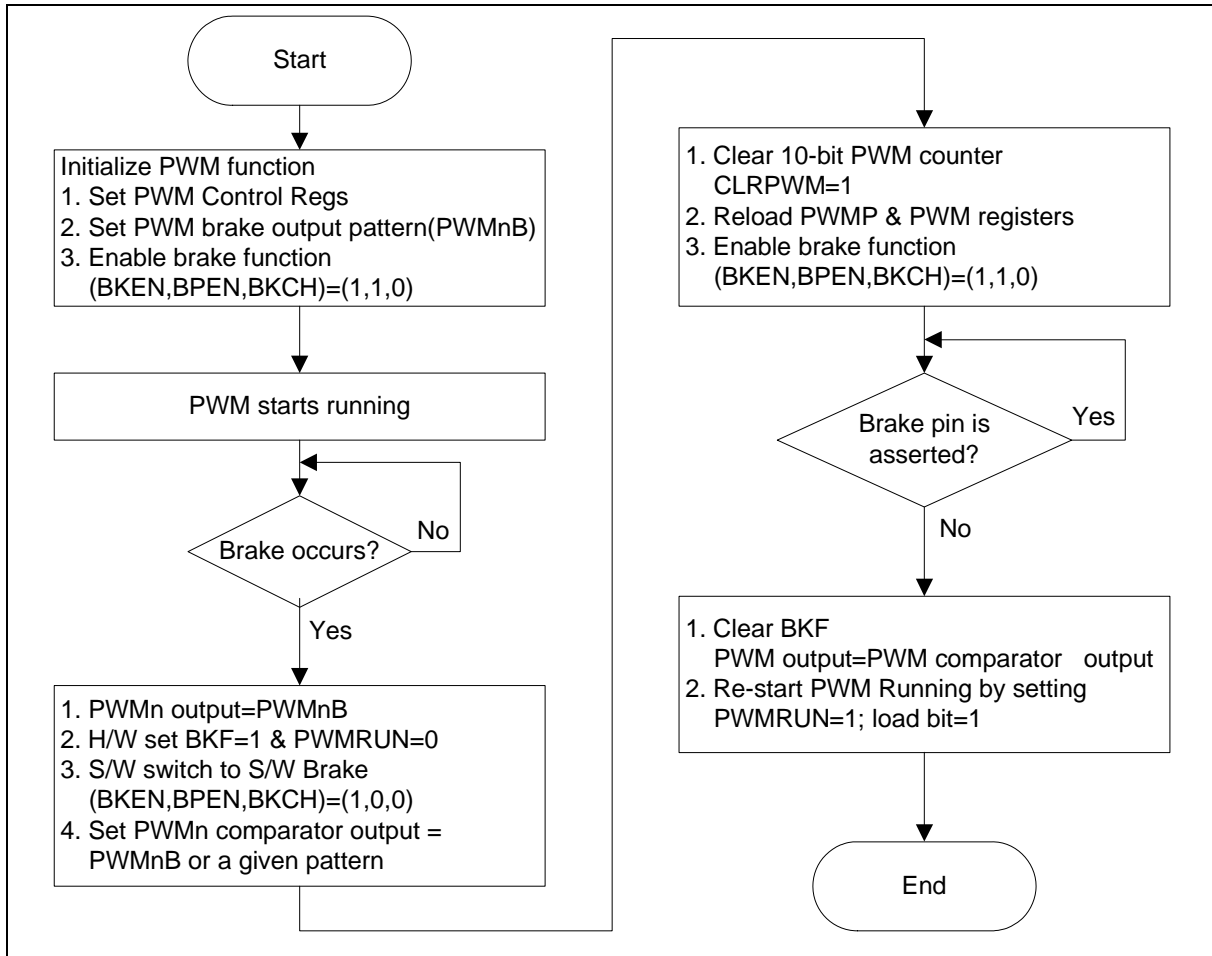 Start
Initialize PWM function
1. Set PWM Control Regs
2. Set PWM brake output pattern(PWMnB)
3. Enable brake function
(BKEN,BPEN,BKCH)=(1,1,0)
PWM starts running
Brake occurs?
No
Yes
1. PWMn output=PWMnB
2. H/W set BKF=1 & PWMRUN=0
3. S/W switch to S/W Brake
(BKEN,BPEN,BKCH)=(1,0,0)
4. Set PWMn comparator output =
PWMnB or a given pattern
1. Clear 10-bit PWM counter
CLRPWM=1
2. Reload PWMP & PWM registers
3. Enable brake function
(BKEN,BPEN,BKCH)=(1,1,0)
Brake pin is
asserted?
Yes
No
1. Clear BKF
PWM output=PWM comparator output
2. Re-start PWM Running by setting
PWMRUN=1; load bit=1
End